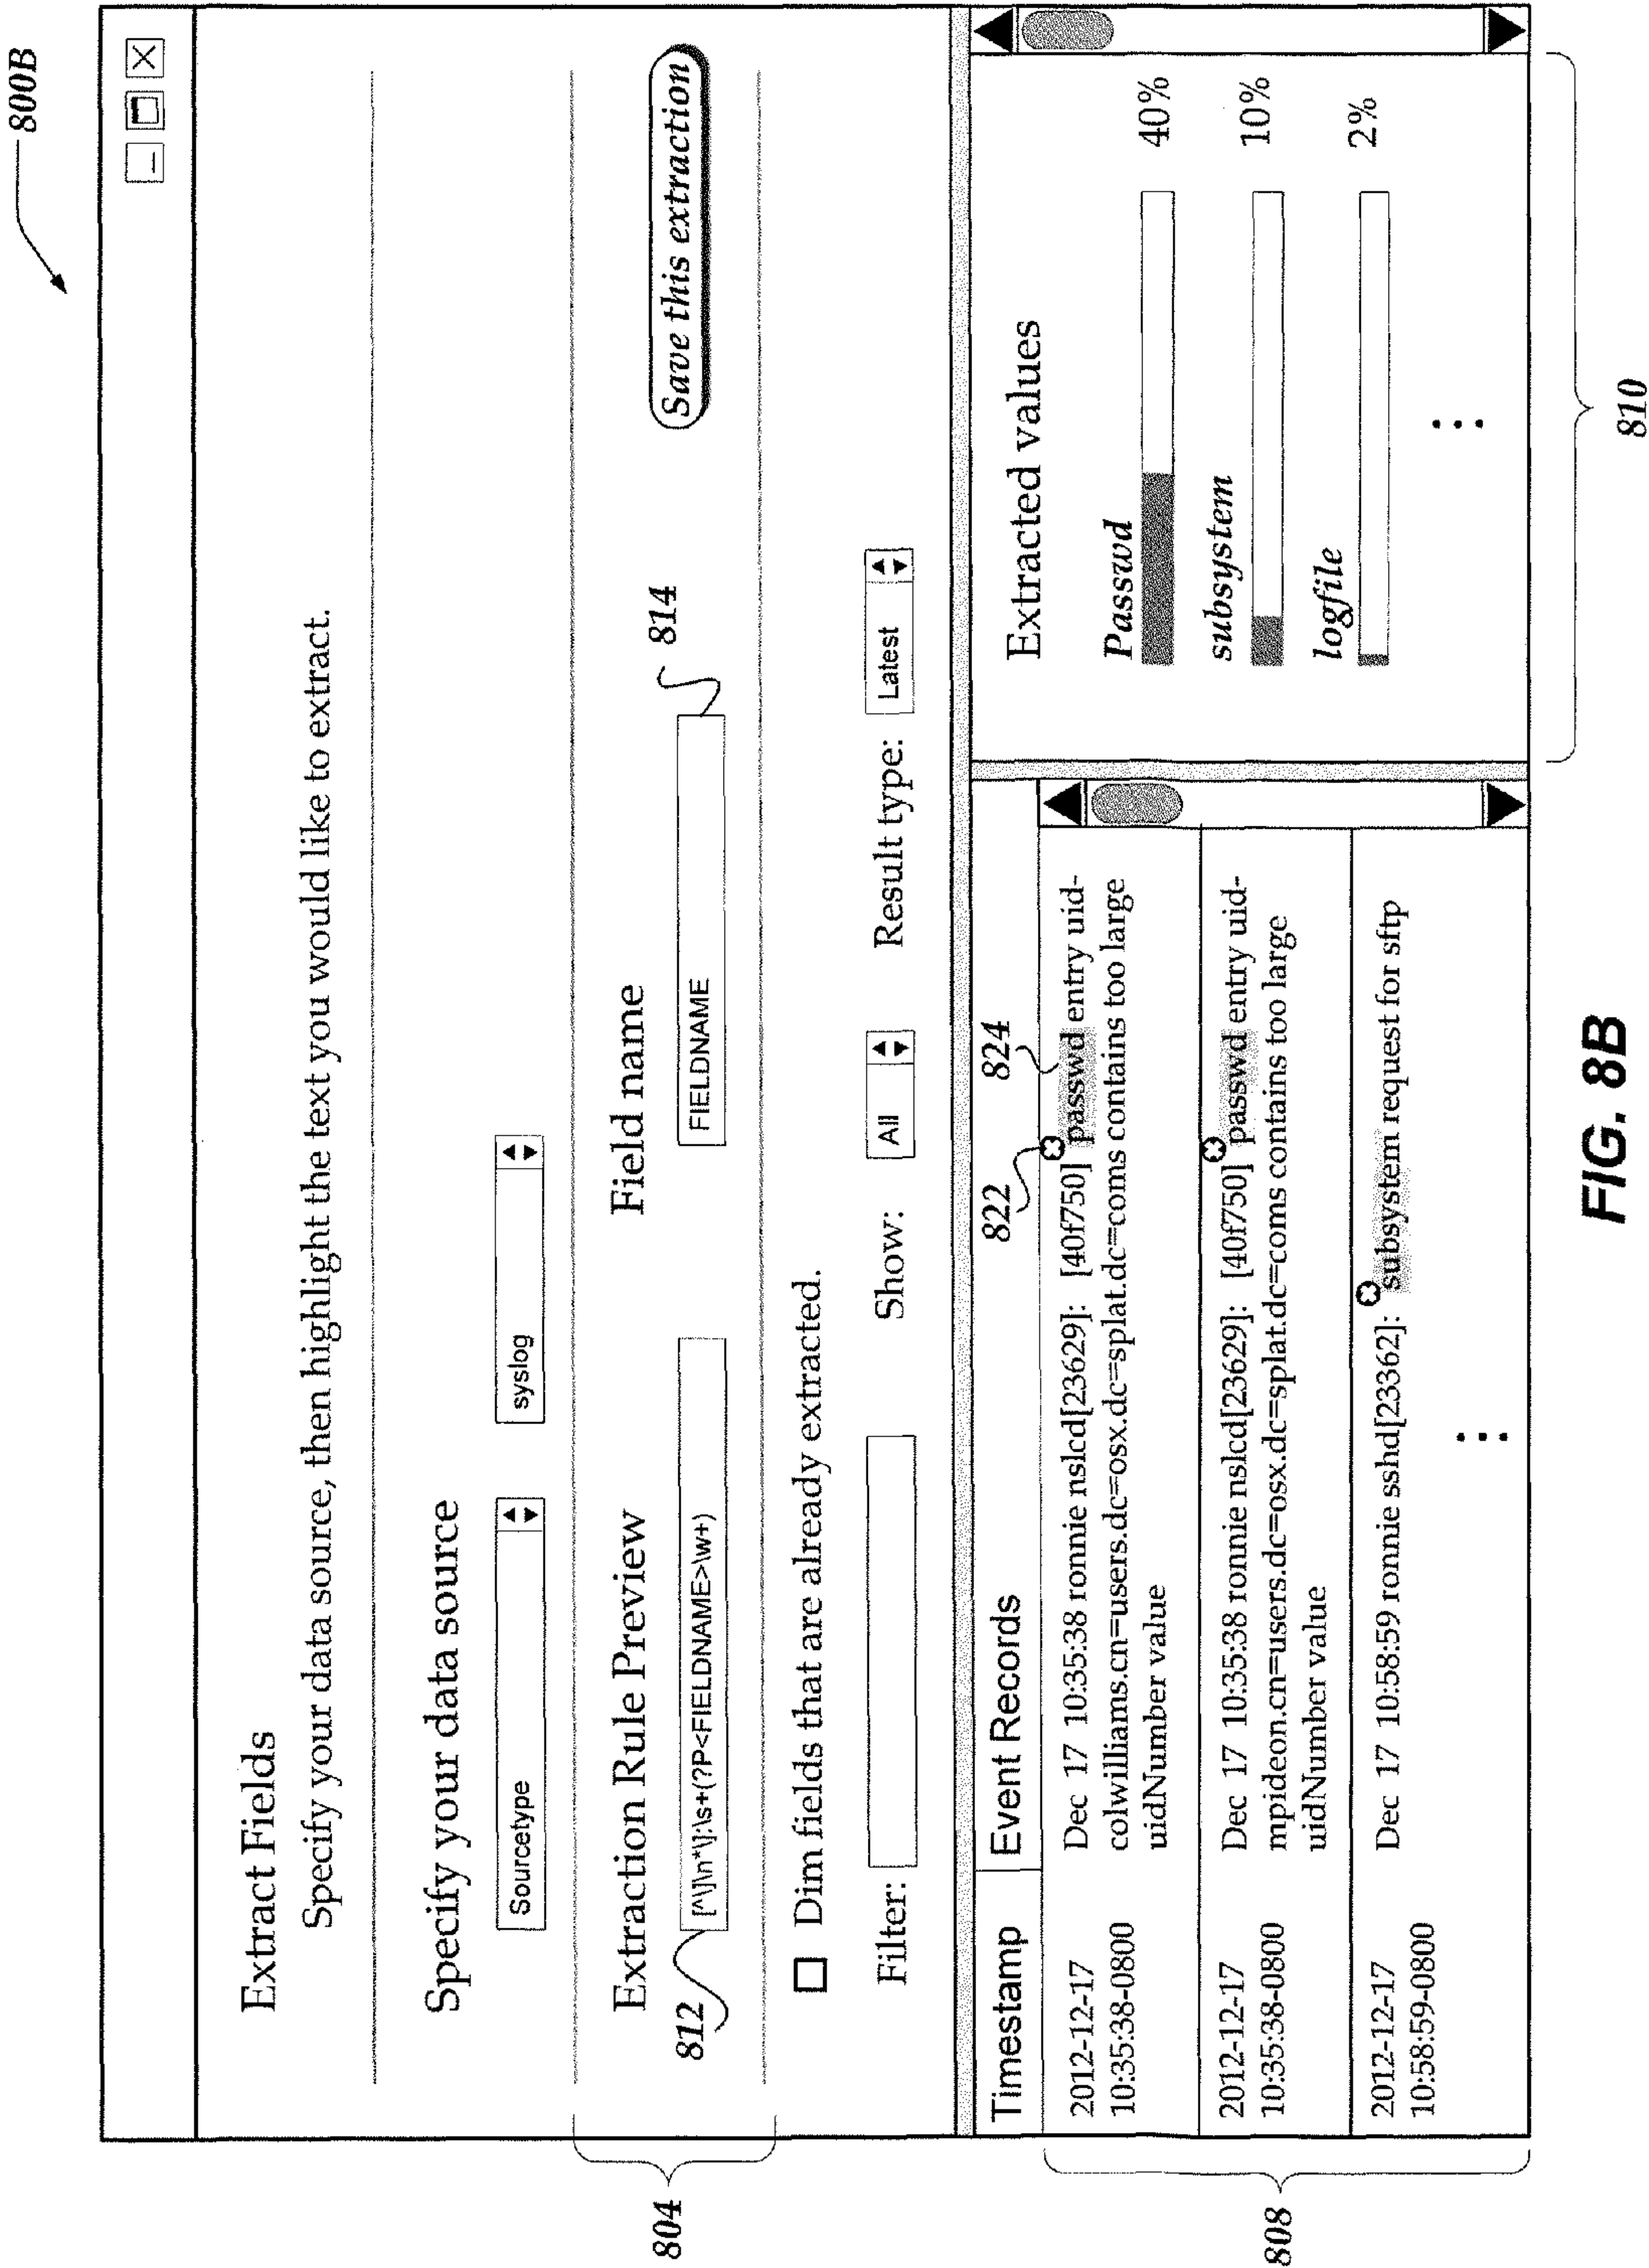 800B
Extract Fields
Specify your data source, then highlight the text you would like to extract.
Specify your data source
Sourcetype
syslog
804
Extraction Rule Preview
Field name
812
[^\]\n*\]:\s+(?P<FIELDNAME>\w+)
FIELDNAME
814
Save this extraction
Dim fields that are already extracted.
Filter:
Show:
All
Result type:
Latest
808
Timestamp
Event Records
822
824
2012-12-17
10:35:38-0800
Dec 17 10:35:38 ronnie nslcd[23629]: [40f750] passwd entry uid-
colwilliams.cn=users.dc=osx.dc=splat.dc=coms contains too large
uidNumber value
2012-12-17
10:35:38-0800
Dec 17 10:35:38 ronnie nslcd[23629]: [40f750] passwd entry uid-
mpideon.cn=users.dc=osx.dc=splat.dc=coms contains too large
uidNumber value
2012-12-17
10:58:59-0800
Dec 17 10:58:59 ronnie sshd[23362]: subsystem request for sftp
Extracted values
Passwd
40%
subsystem
10%
logfile
2%
810
FIG. 8B